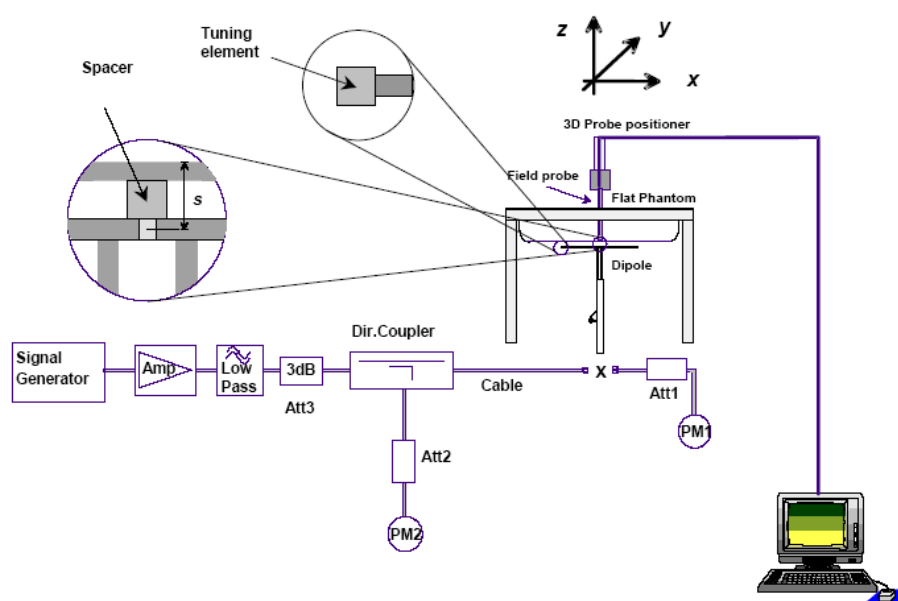 Tuning
element
Spacer
s
z
y
x
3D Probe positioner
Field probe
Flat Phantom
Dipole
Dir.Coupler
Signal
Generator
Amp
Low
Pass
3dB
Att3
Cable
X
Att1
PM1
Att2
PM2